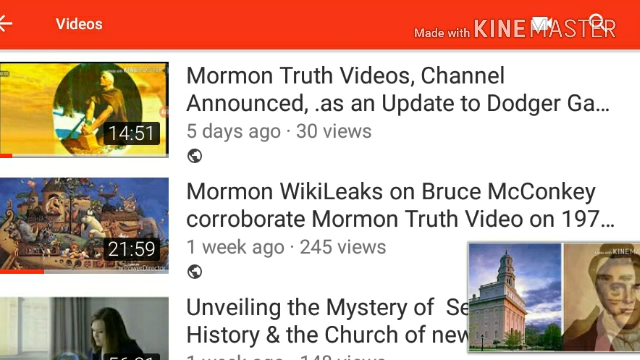 Videos
Made with KINEMASTER
Mormon Truth Videos, Channel
Announced, .as an Update to Dodger Ga...
14:51
5 days ago · 30 views
Mormon WikiLeaks on Bruce McConkey
corroborate Mormon Truth Video on 197...
21:59
1 week ago · 245 views
Unveiling the Mystery of Se
History & the Church of new